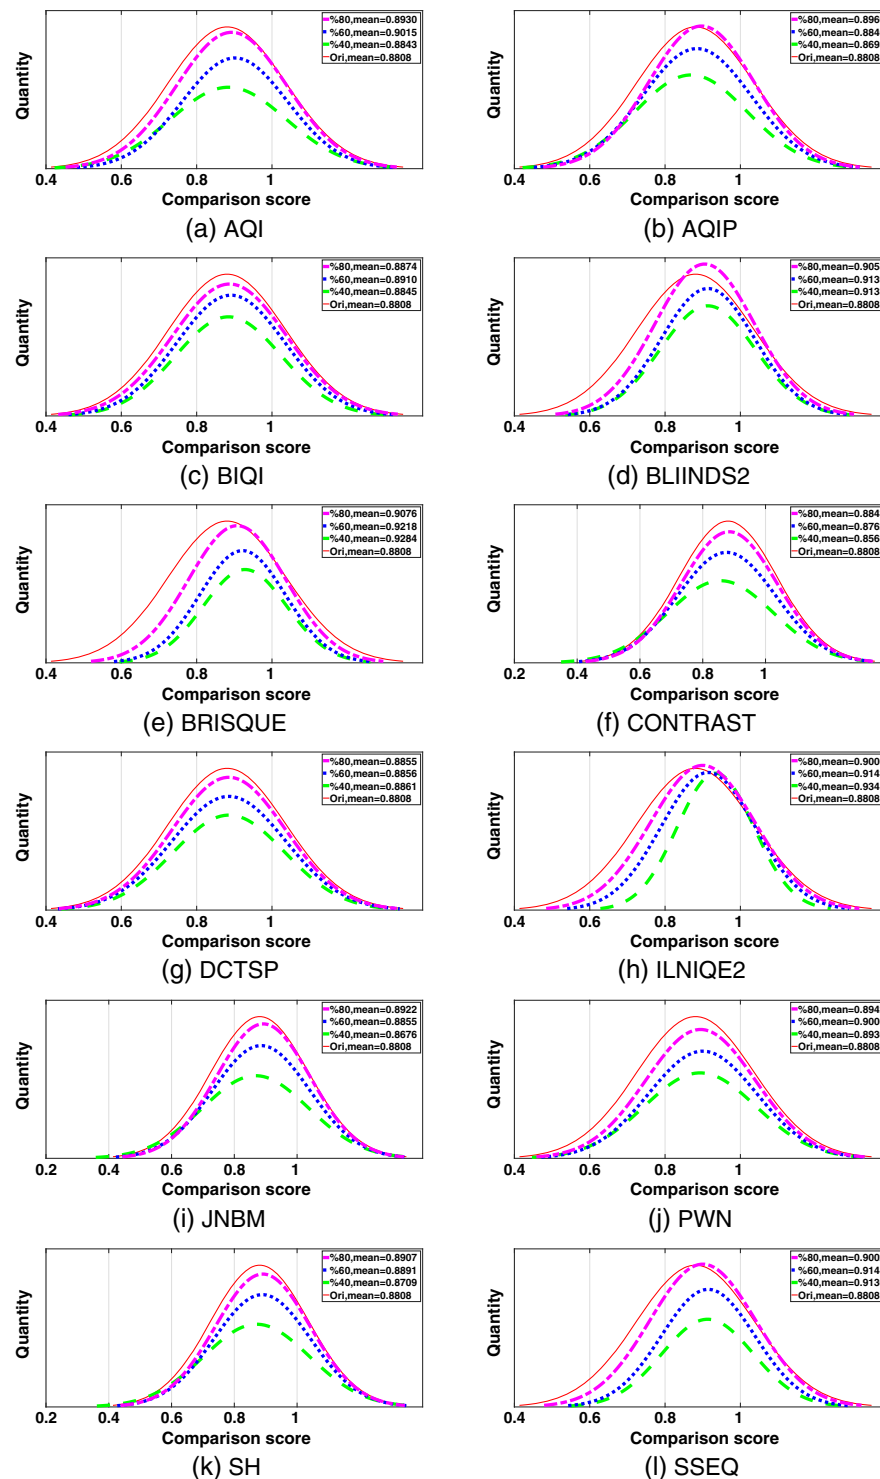 %80,mean=0.8930
%60,mean=0.9015
%40,mean=0.8843
Ori,mean=0.8808
Quantity
0.4 0.6 0.8 1
Comparison score
(a) AQI
%80,mean=0.896
%60,mean=0.884
%40,mean=0.869
Ori,mean=0.8808
Quantity
0.4 0.6 0.8 1
Comparison score
(b) AQIP
%80,mean=0.8874
%60,mean=0.8910
%40,mean=0.8845
Ori,mean=0.8808
Quantity
0.4 0.6 0.8 1
Comparison score
(c) BIQI
%80,mean=0.905
%60,mean=0.913
%40,mean=0.913
Ori,mean=0.8808
Quantity
0.4 0.6 0.8 1
Comparison score
(d) BLIINDS2
%80,mean=0.9076
%60,mean=0.9218
%40,mean=0.9284
Ori,mean=0.8808
Quantity
0.4 0.6 0.8 1
Comparison score
(e) BRISQUE
%80,mean=0.884
%60,mean=0.876
%40,mean=0.856
Ori,mean=0.8808
Quantity
0.2 0.4 0.6 0.8 1
Comparison score
(f) CONTRAST
%80,mean=0.8855
%60,mean=0.8856
%40,mean=0.8861
Ori,mean=0.8808
Quantity
0.4 0.6 0.8 1
Comparison score
(g) DCTSP
%80,mean=0.900
%60,mean=0.914
%40,mean=0.934
Ori,mean=0.8808
Quantity
0.4 0.6 0.8 1
Comparison score
(h) ILNIQE2
%80,mean=0.8922
%60,mean=0.8855
%40,mean=0.8676
Ori,mean=0.8808
Quantity
0.2 0.4 0.6 0.8 1
Comparison score
(i) JNBM
%80,mean=0.894
%60,mean=0.900
%40,mean=0.893
Ori,mean=0.8808
Quantity
0.4 0.6 0.8 1
Comparison score
(j) PWN
%80,mean=0.8907
%60,mean=0.8891
%40,mean=0.8709
Ori,mean=0.8808
Quantity
0.2 0.4 0.6 0.8 1
Comparison score
(k) SH
%80,mean=0.900
%60,mean=0.914
%40,mean=0.913
Ori,mean=0.8808
Quantity
0.4 0.6 0.8 1
Comparison score
(l) SSEQ